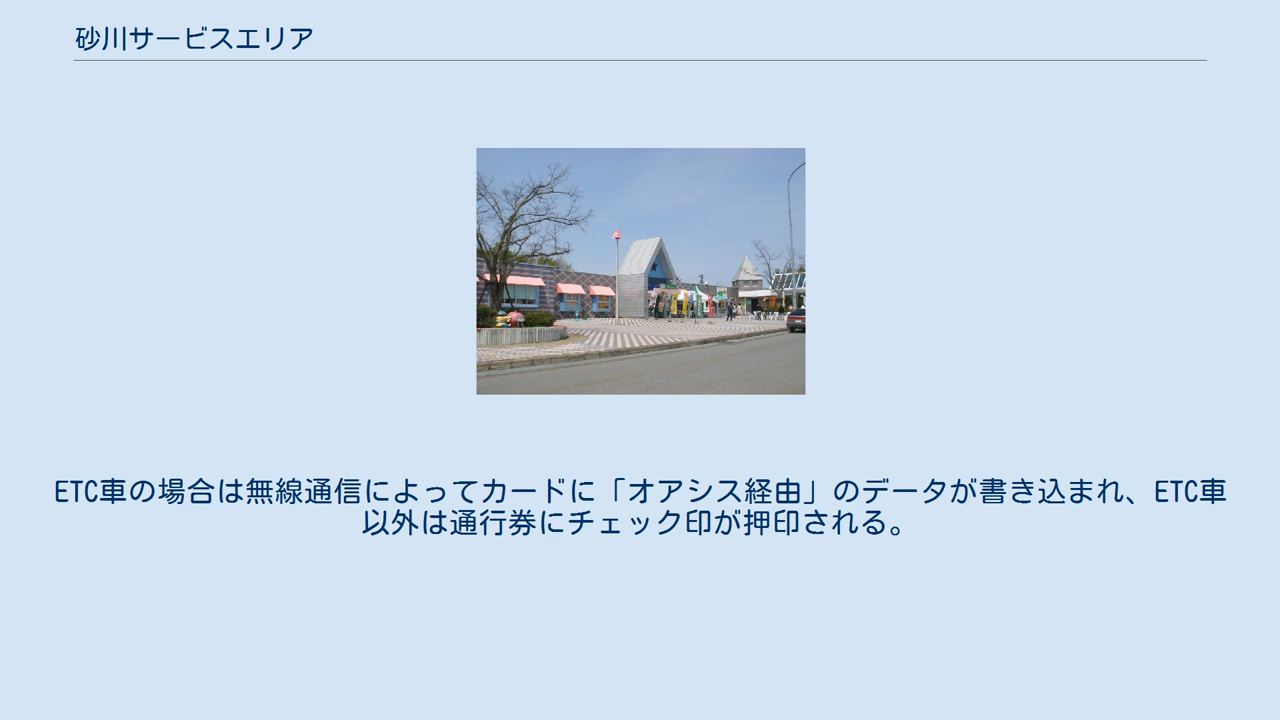 砂川サービスエリア
ETC車の場合は無線通信によってカードに「オアシス経由」のデータが書き込まれ、ETC車
以外は通行券にチェック印が押印される。